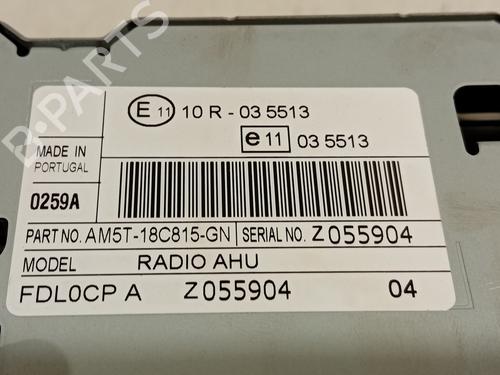 E 11 10 R - 03 5513
e 11 03 5513
MADE IN
PORTUGAL
0259A
PART NO. AM5T-18C815-GN SERIAL NO. Z055904
MODEL RADIO AHU
FDL0CP A Z055904 04
B-PARTS